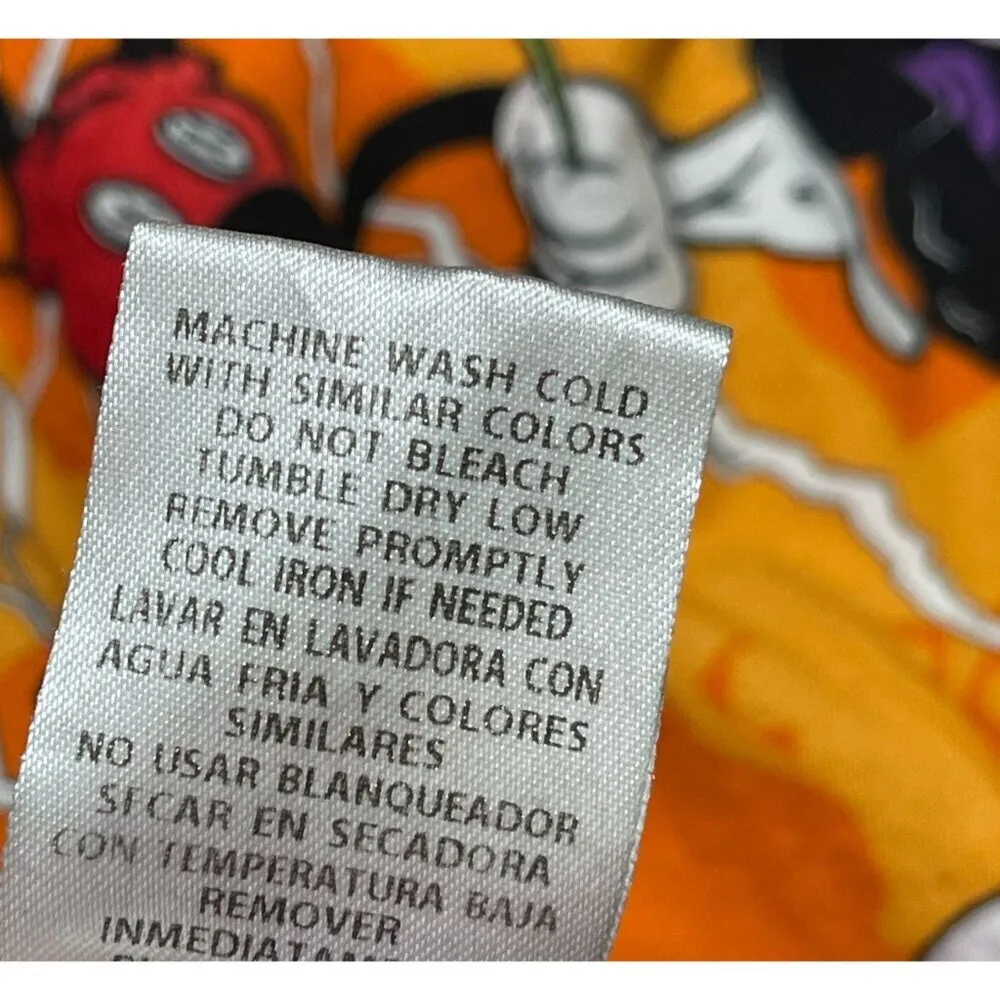 MACHINE WASH COLD
WITH SIMILAR COLORS
DO NOT BLEACH
TUMBLE DRY LOW
REMOVE PROMPTLY
COOL IRON IF NEEDED
LAVAR EN LAVADORA CON
AGUA FRIA Y COLORES
SIMILARES
NO USAR BLANQUEADOR
SECAR EN SECADORA
CON TEMPERATURA BAJA
REMOVER